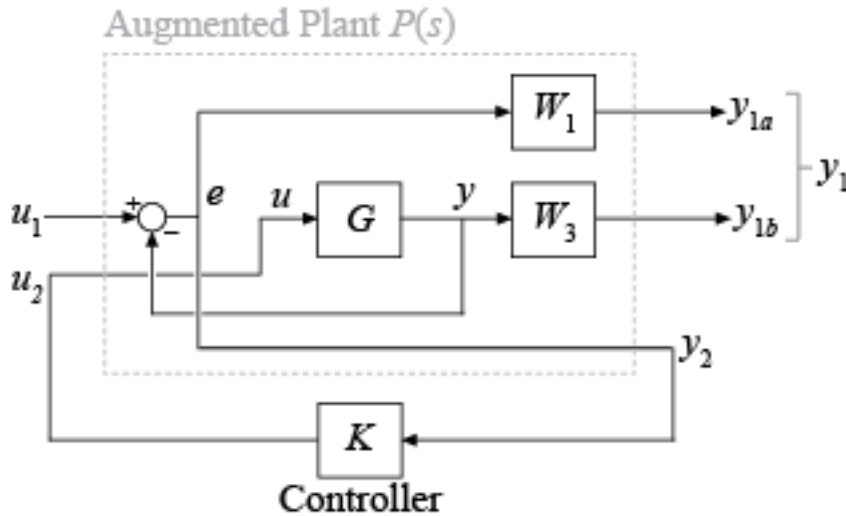 Augmented Plant P(s)
W₁
y₁ₐ
y₁
u₁
+
−
e
u
G
y
W₃
y₁b
u₂
y₂
K
Controller